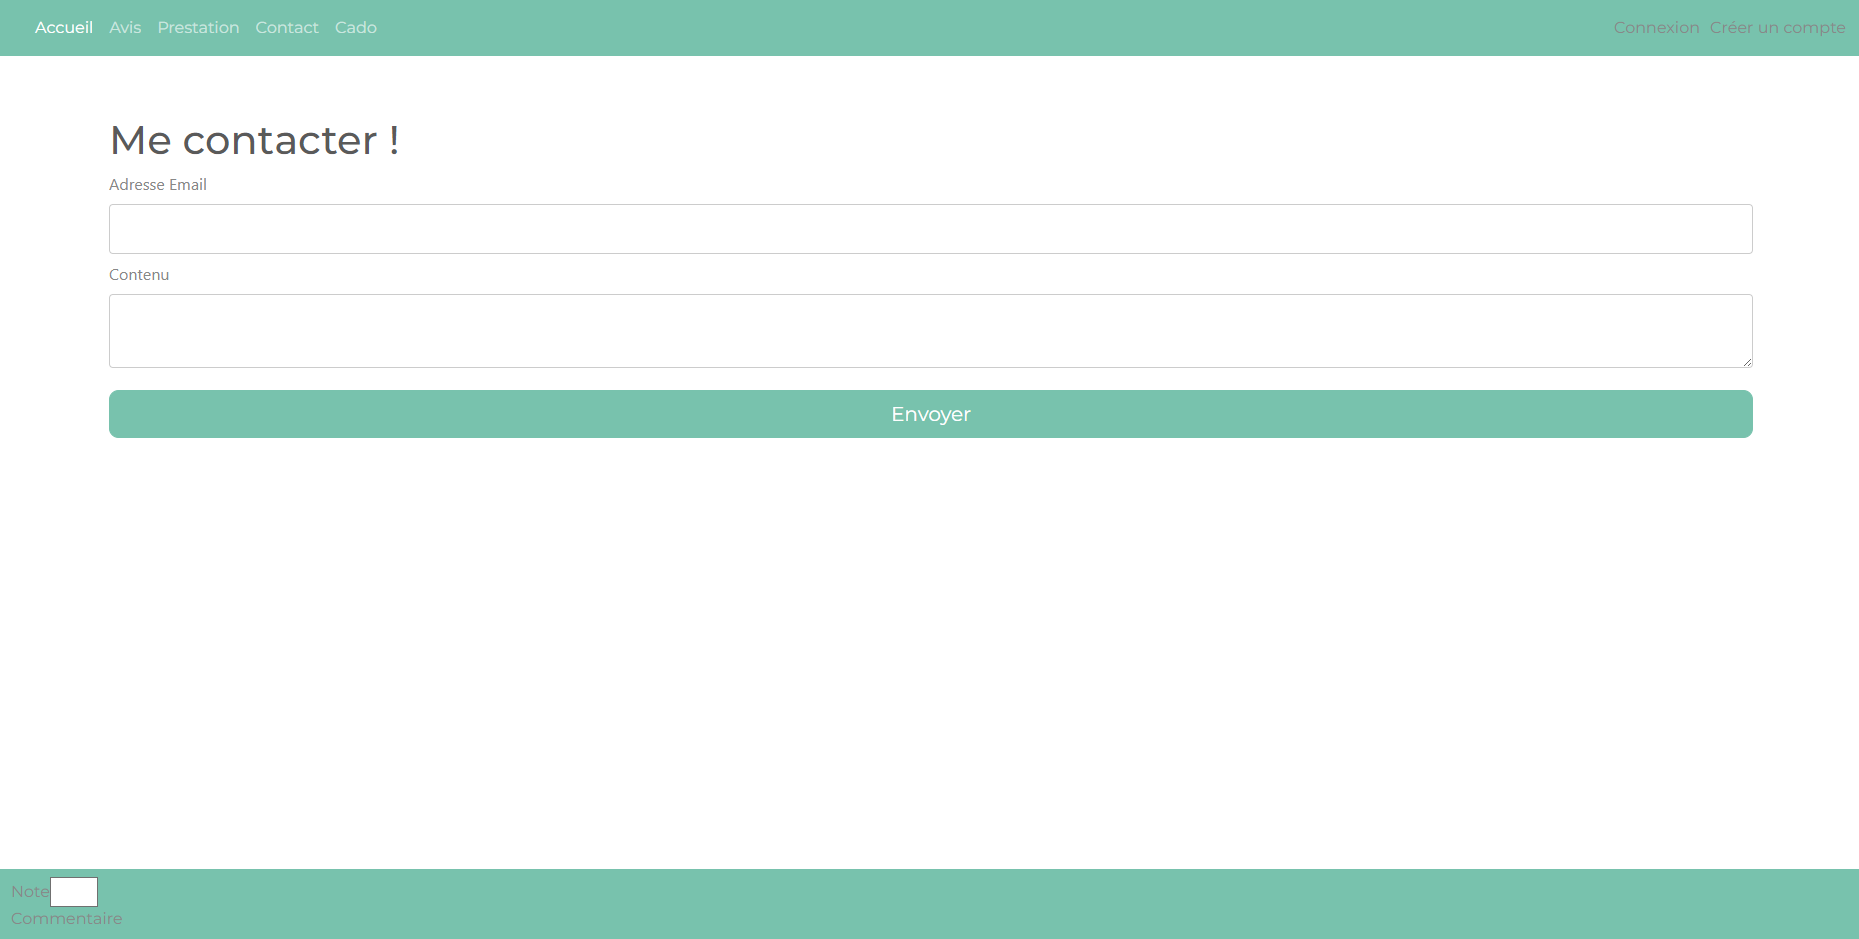 Accueil Avis Prestation Contact Cado Connexion Créer un compte
Me contacter !
Adresse Email
Contenu
Envoyer
Note
Commentaire